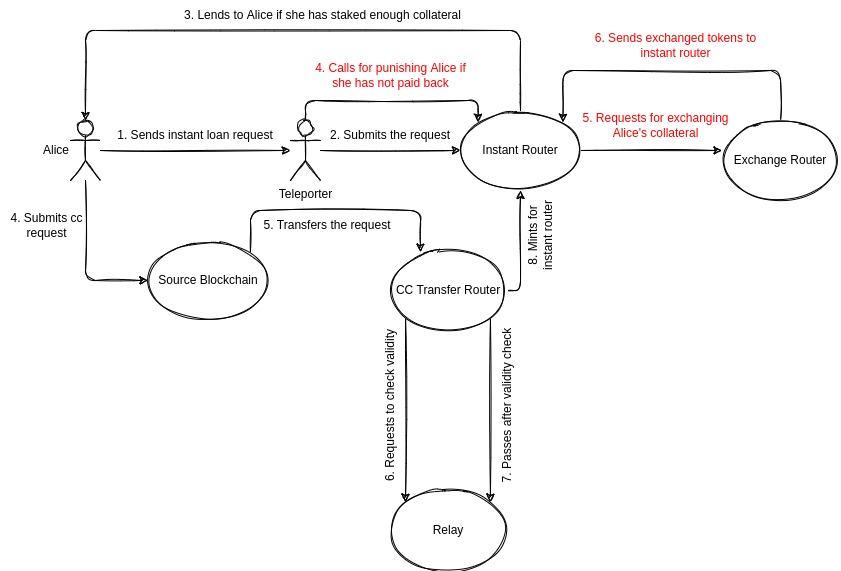 3. Lends to Alice if she has staked enough collateral
6. Sends exchanged tokens to
instant router
4. Calls for punishing Alice if
she has not paid back
5. Requests for exchanging
Alice's collateral
Alice
1. Sends instant loan request
2. Submits the request
Instant Router
Exchange Router
Teleporter
4. Submits cc
request
5. Transfers the request
8. Mints for
instant router
Source Blockchain
CC Transfer Router
6. Requests to check validity
7. Passes after validity check
Relay